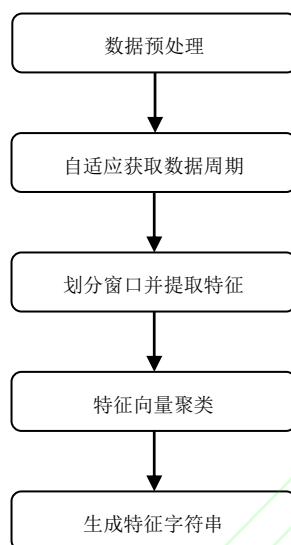 数据预处理
自适应获取数据周期
划分窗口并提取特征
特征向量聚类
生成特征字符串